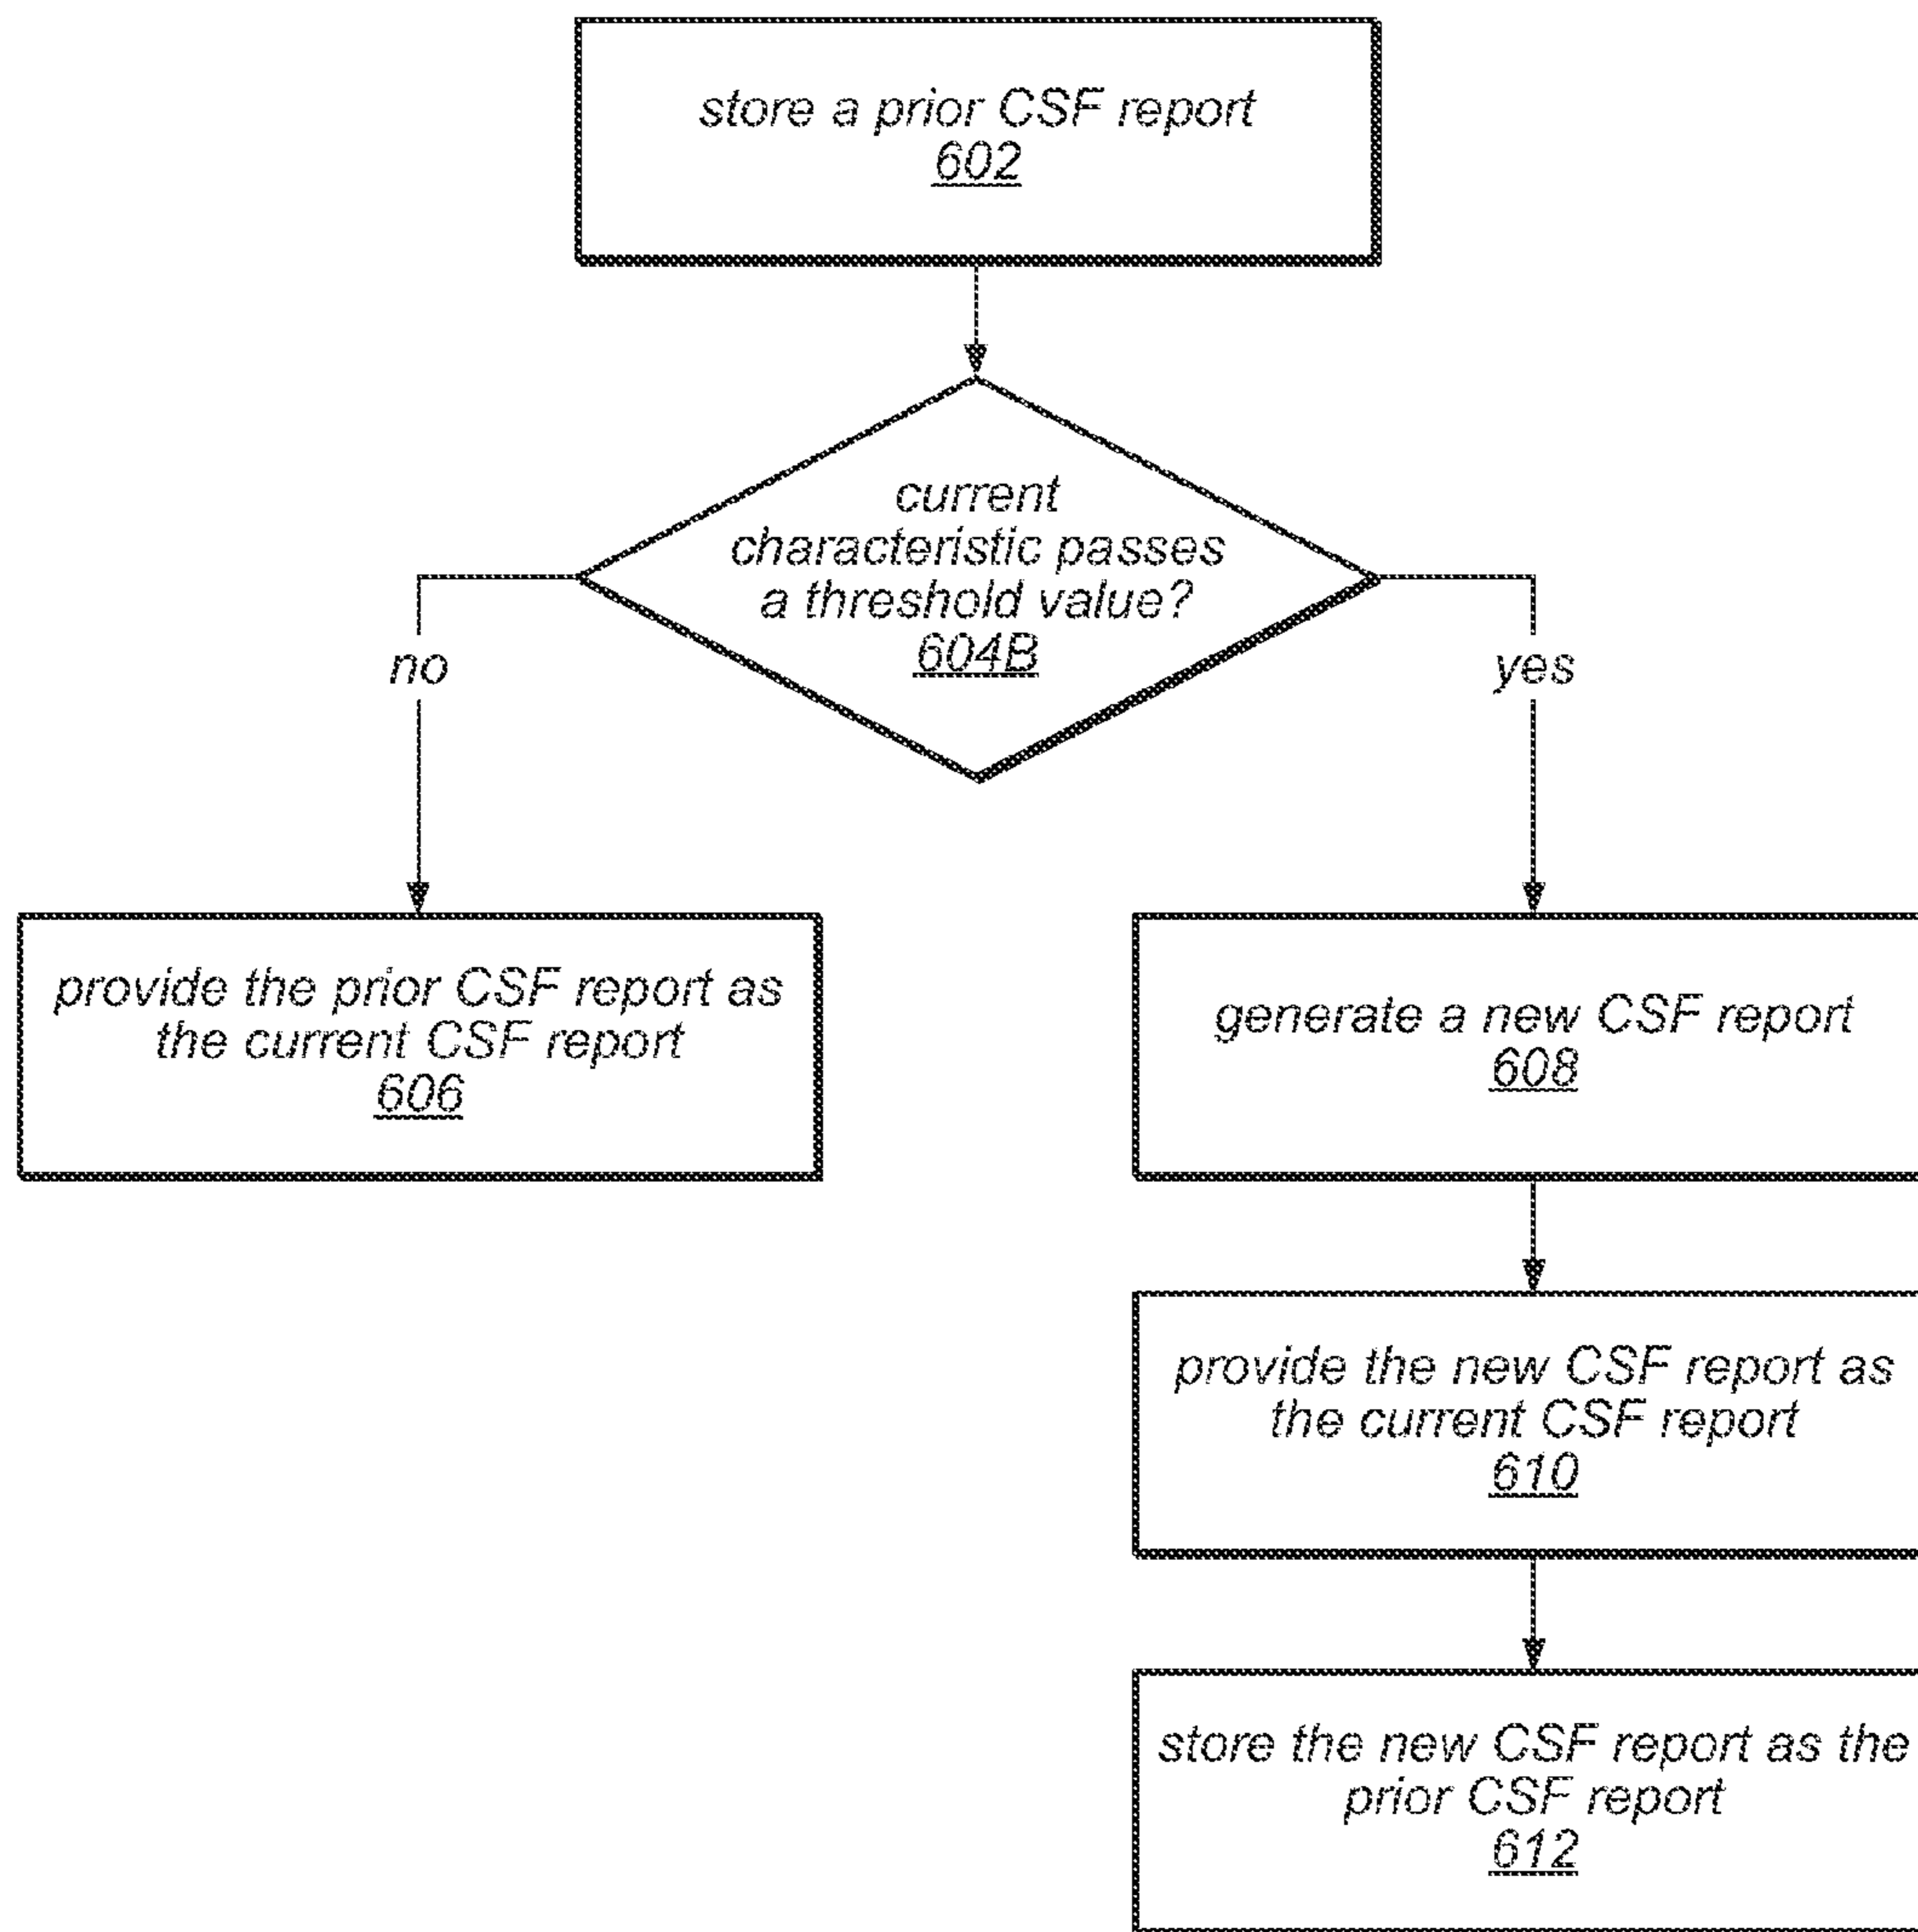 store a prior CSF report
602
current
characteristic passes
a threshold value?
604B
no
yes
provide the prior CSF report as
the current CSF report
606
generate a new CSF report
608
provide the new CSF report as
the current CSF report
610
store the new CSF report as the
prior CSF report
612